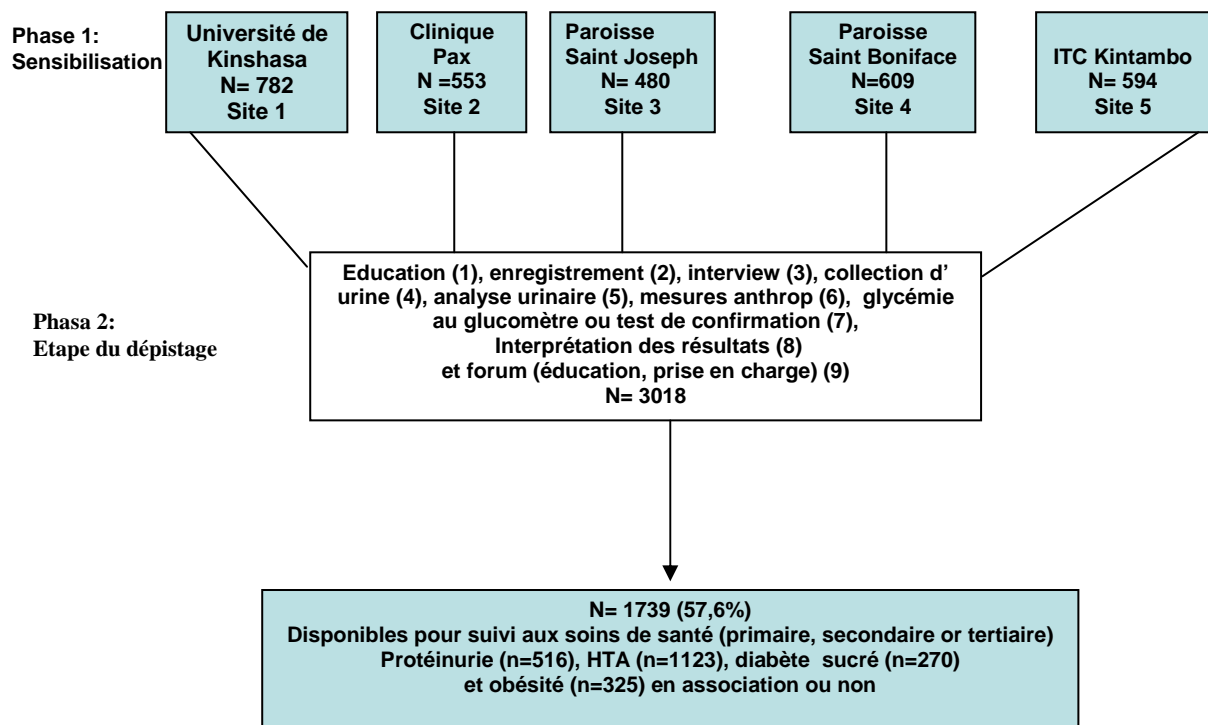 Phase 1:
Sensibilisation
Université de
Kinshasa
N= 782
Site 1
Clinique
Pax
N =553
Site 2
Paroisse
Saint Joseph
N= 480
Site 3
Paroisse
Saint Boniface
N=609
Site 4
ITC Kintambo
N= 594
Site 5
Phasa 2:
Etape du dépistage
Education (1), enregistrement (2), interview (3), collection d'
urine (4), analyse urinaire (5), mesures anthrop (6), glycémie
au glucomètre ou test de confirmation (7),
Interprétation des résultats (8)
et forum (éducation, prise en charge) (9)
N= 3018
N= 1739 (57,6%)
Disponibles pour suivi aux soins de santé (primaire, secondaire or tertiaire)
Protéinurie (n=516), HTA (n=1123), diabète sucré (n=270)
et obésité (n=325) en association ou non